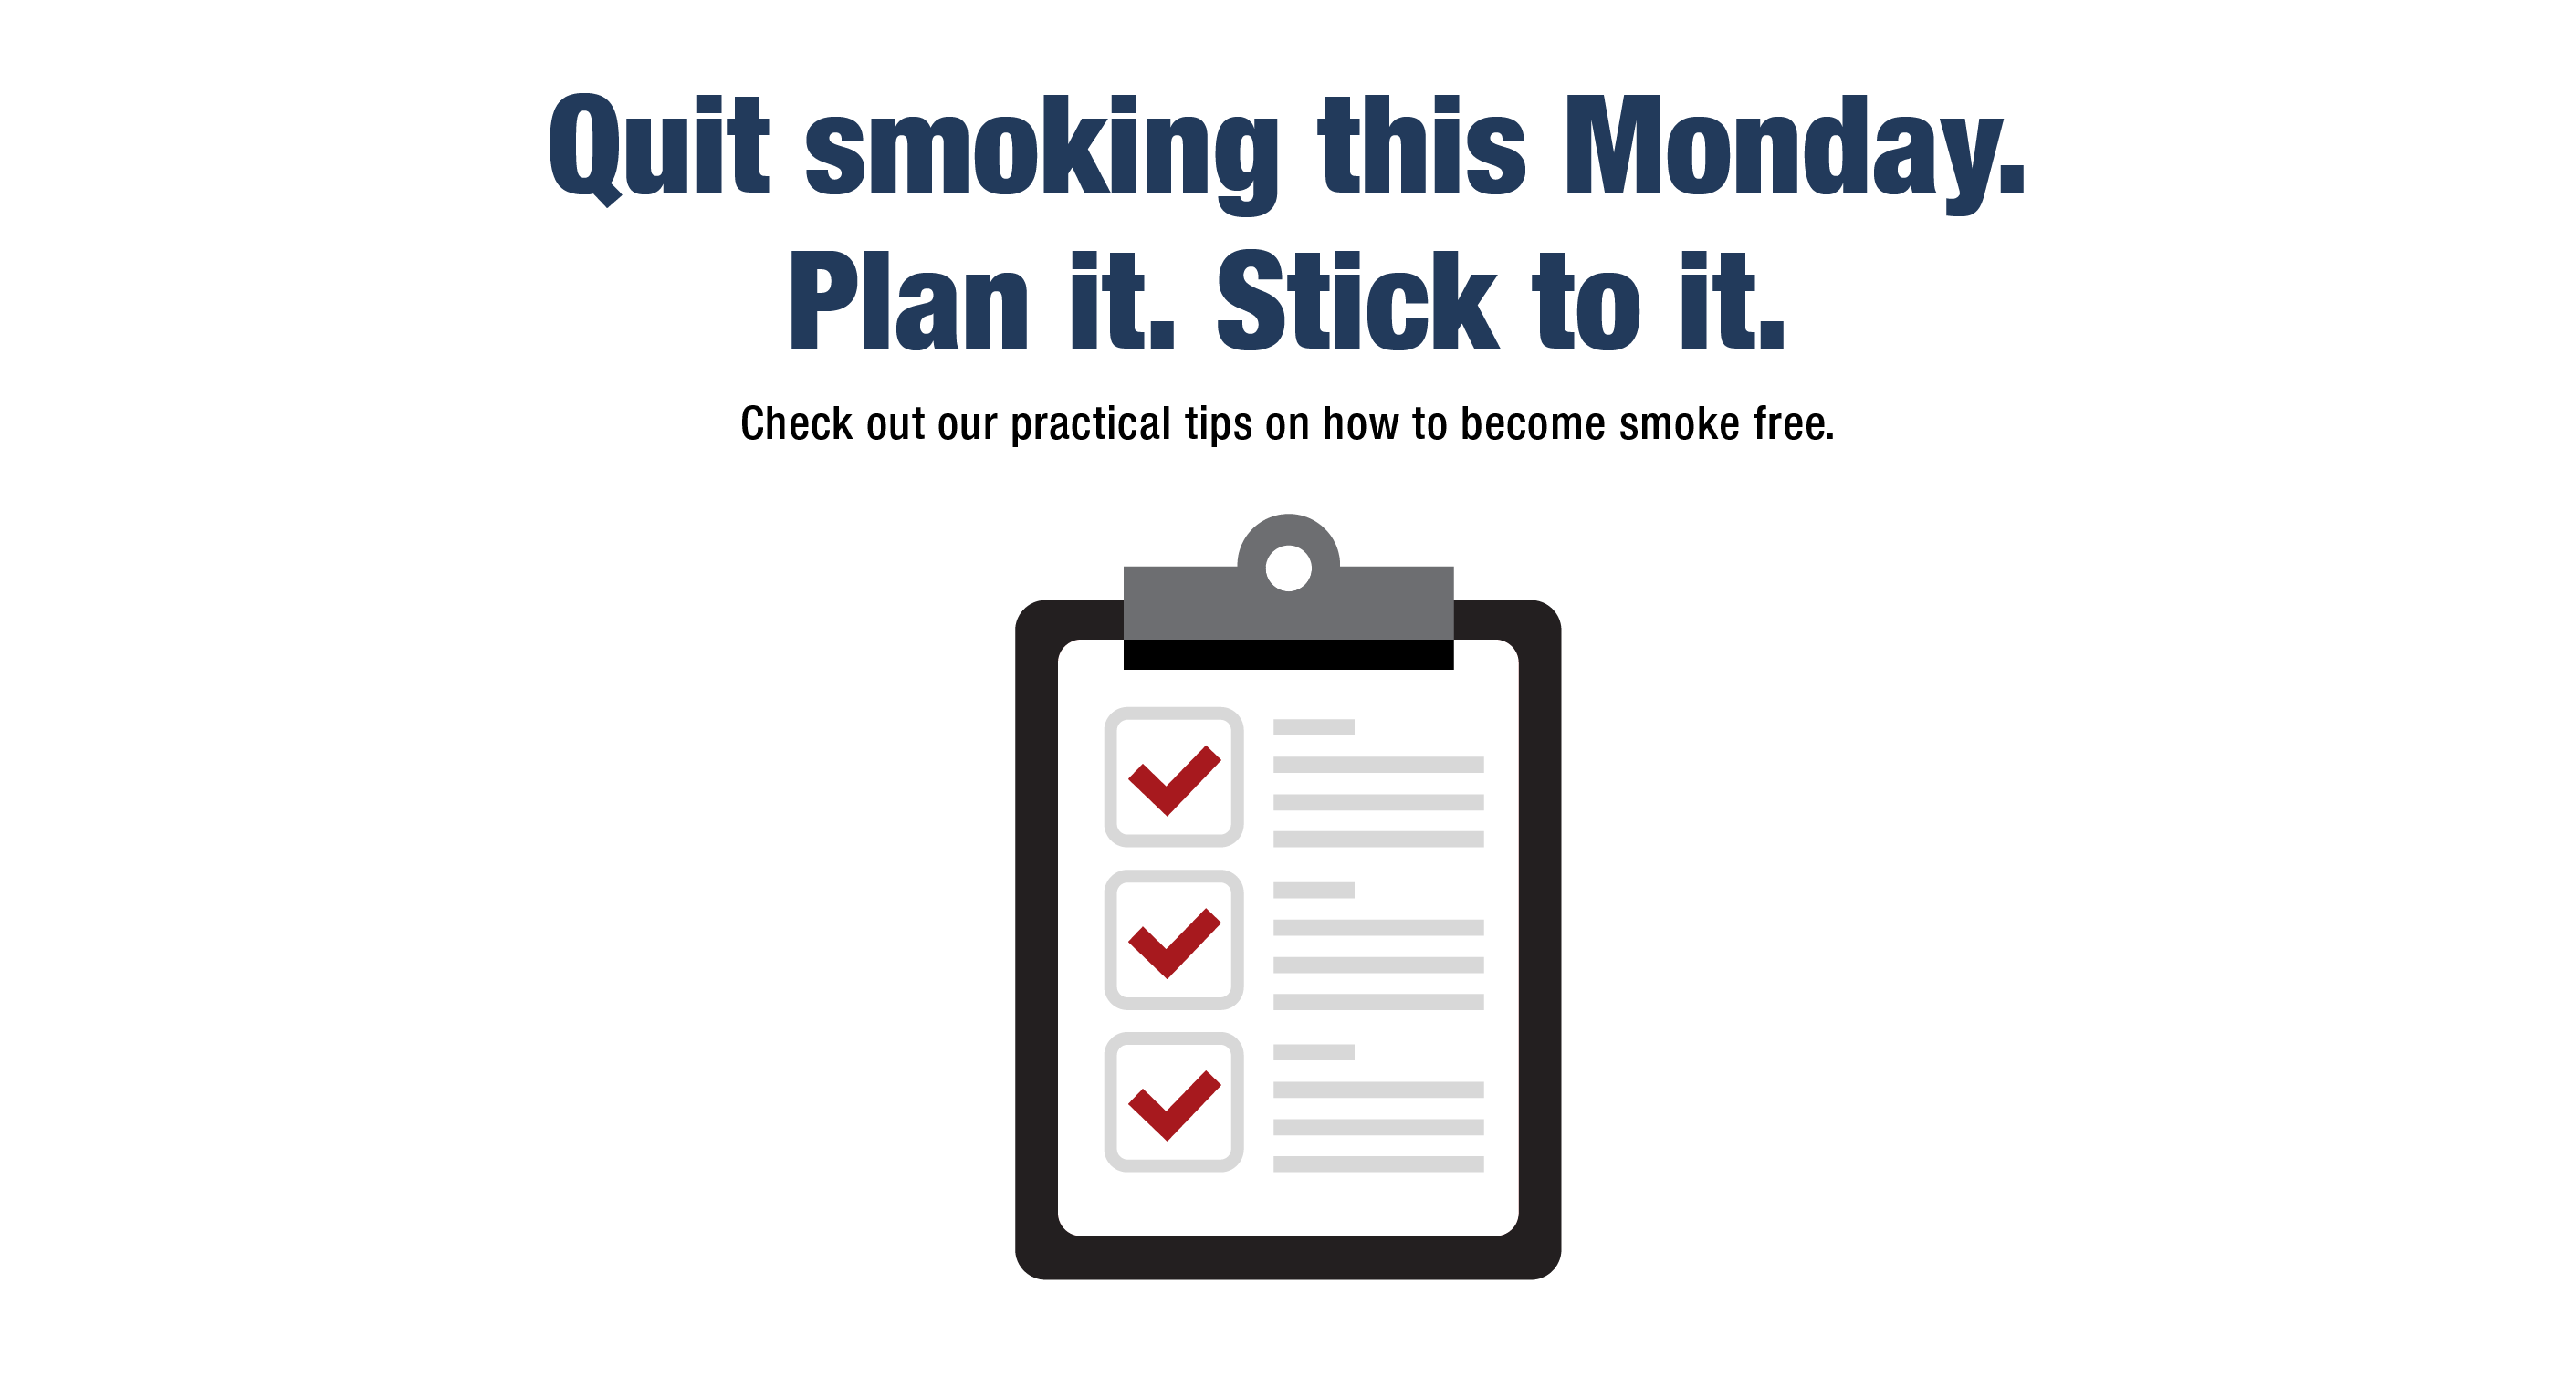 Quit smoking this Monday.
Plan it. Stick to it.
Check out our practical tips on how to become smoke free.